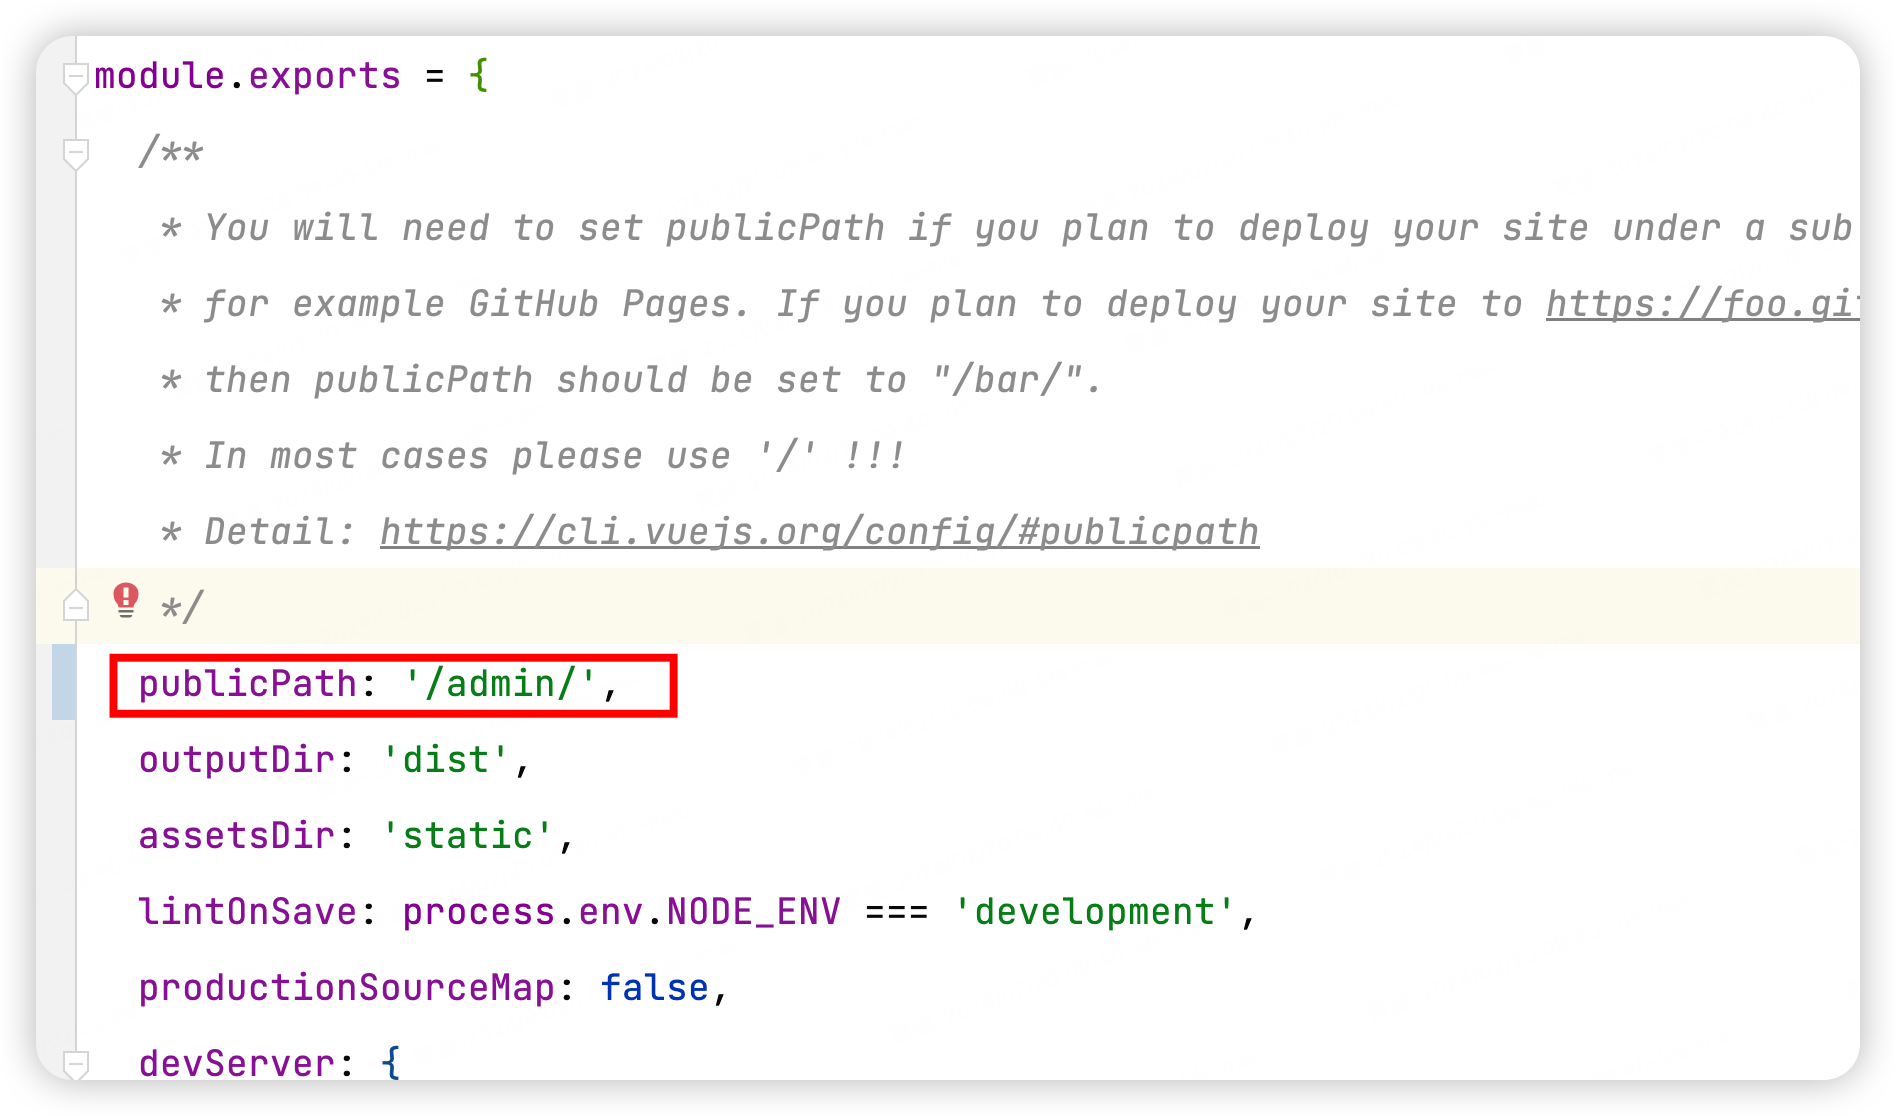 module.exports = {
/**
* You will need to set publicPath if you plan to deploy your site under a sub
* for example GitHub Pages. If you plan to deploy your site to https://foo.git
* then publicPath should be set to "/bar/".
* In most cases please use '/' !!!
* Detail: https://cli.vuejs.org/config/#publicpath
*/
publicPath: '/admin/',
outputDir: 'dist',
assetsDir: 'static',
lintOnSave: process.env.NODE_ENV === 'development',
productionSourceMap: false,
devServer: {